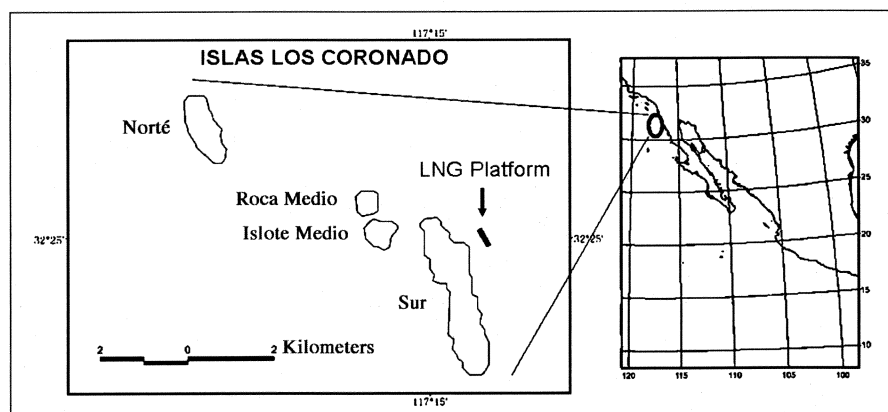 117°15'
ISLAS LOS CORONADO
Norté
LNG Platform
Roca Medio
Islote Medio
32°25'
32°25'
Sur
2 0 2 Kilometers
117°15'
35
30
25
20
15
10
120 115 110 105 100